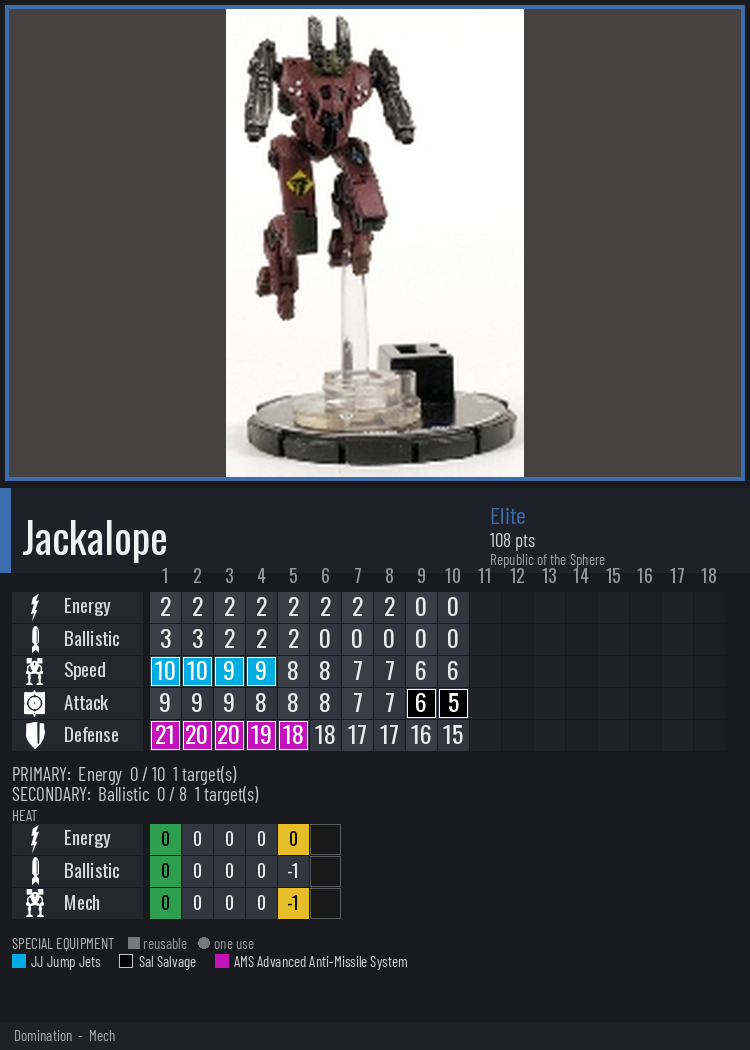 Jackalope
Elite
108 pts
Republic of the Sphere
1 2 3 4 5 6 7 8 9 10 11 12 13 14 15 16 17 18
Energy 2 2 2 2 2 2 2 2 0 0
Ballistic 3 3 2 2 2 0 0 0 0 0
Speed 10 10 9 9 8 8 7 7 6 6
Attack 9 9 9 8 8 8 7 7 6 5
Defense 21 20 20 19 18 18 17 17 16 15
PRIMARY: Energy 0 / 10 1 target(s)
SECONDARY: Ballistic 0 / 8 1 target(s)
HEAT
Energy 0 0 0 0 0
Ballistic 0 0 0 0 -1
Mech 0 0 0 0 -1
SPECIAL EQUIPMENT reusable one use
JJ Jump Jets Sal Salvage AMS Advanced Anti-Missile System
Domination - Mech